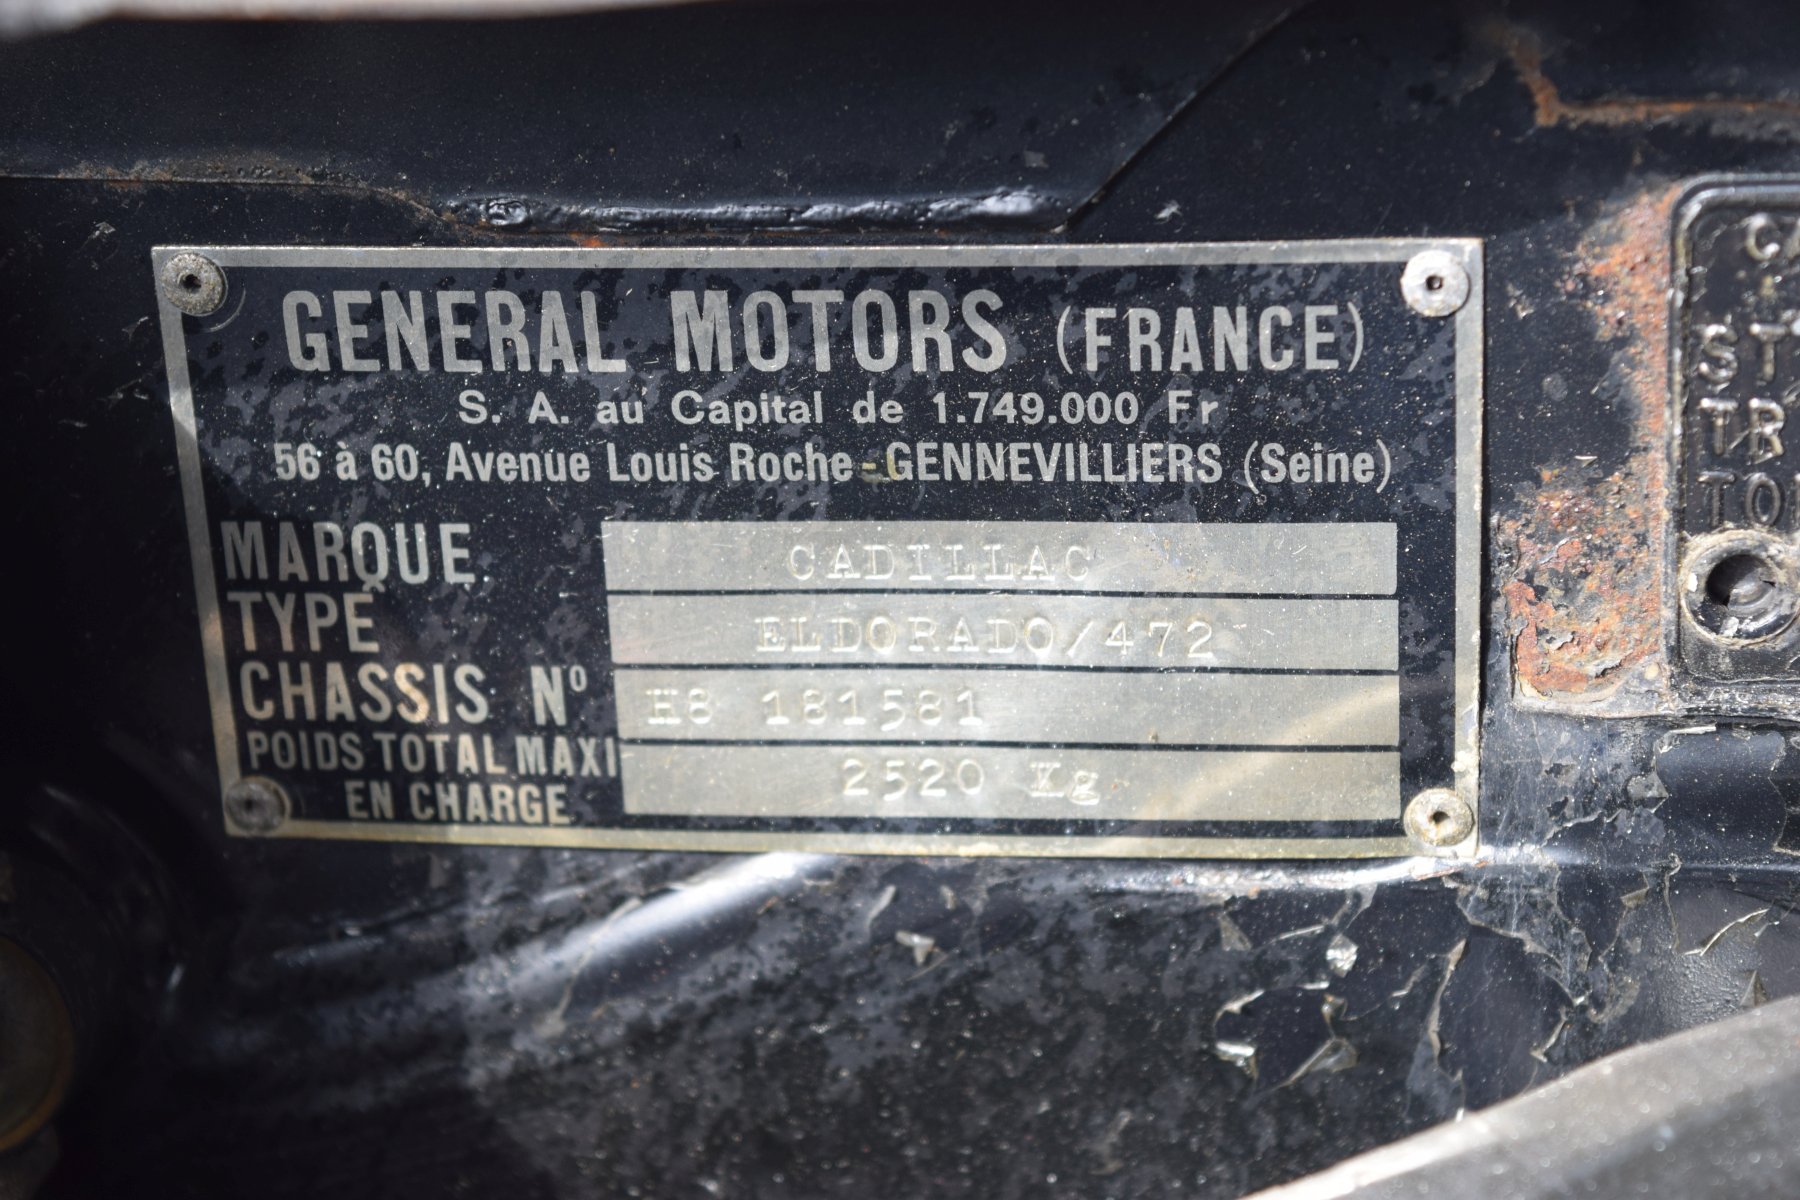 GENERAL MOTORS (FRANCE)
S. A. au Capital de 1.749.000 Fr
56 à 60, Avenue Louis Roche - GENNEVILLIERS (Seine)
MARQUE CADILLAC
TYPE ELDORADO/472
CHASSIS Nº H8 181581
POIDS TOTAL MAXI
EN CHARGE 2520 Kg